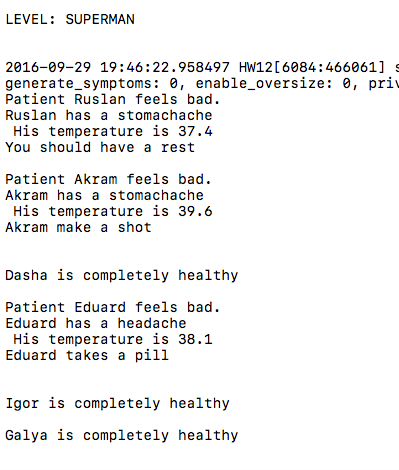 LEVEL: SUPERMAN
2016-09-29 19:46:22.958497 HW12[6084:466061] s
generate_symptoms: 0, enable_oversize: 0, priv
Patient Ruslan feels bad.
Ruslan has a stomachache
His temperature is 37.4
You should have a rest
Patient Akram feels bad.
Akram has a stomachache
His temperature is 39.6
Akram make a shot
Dasha is completely healthy
Patient Eduard feels bad.
Eduard has a headache
His temperature is 38.1
Eduard takes a pill
Igor is completely healthy
Galya is completely healthy